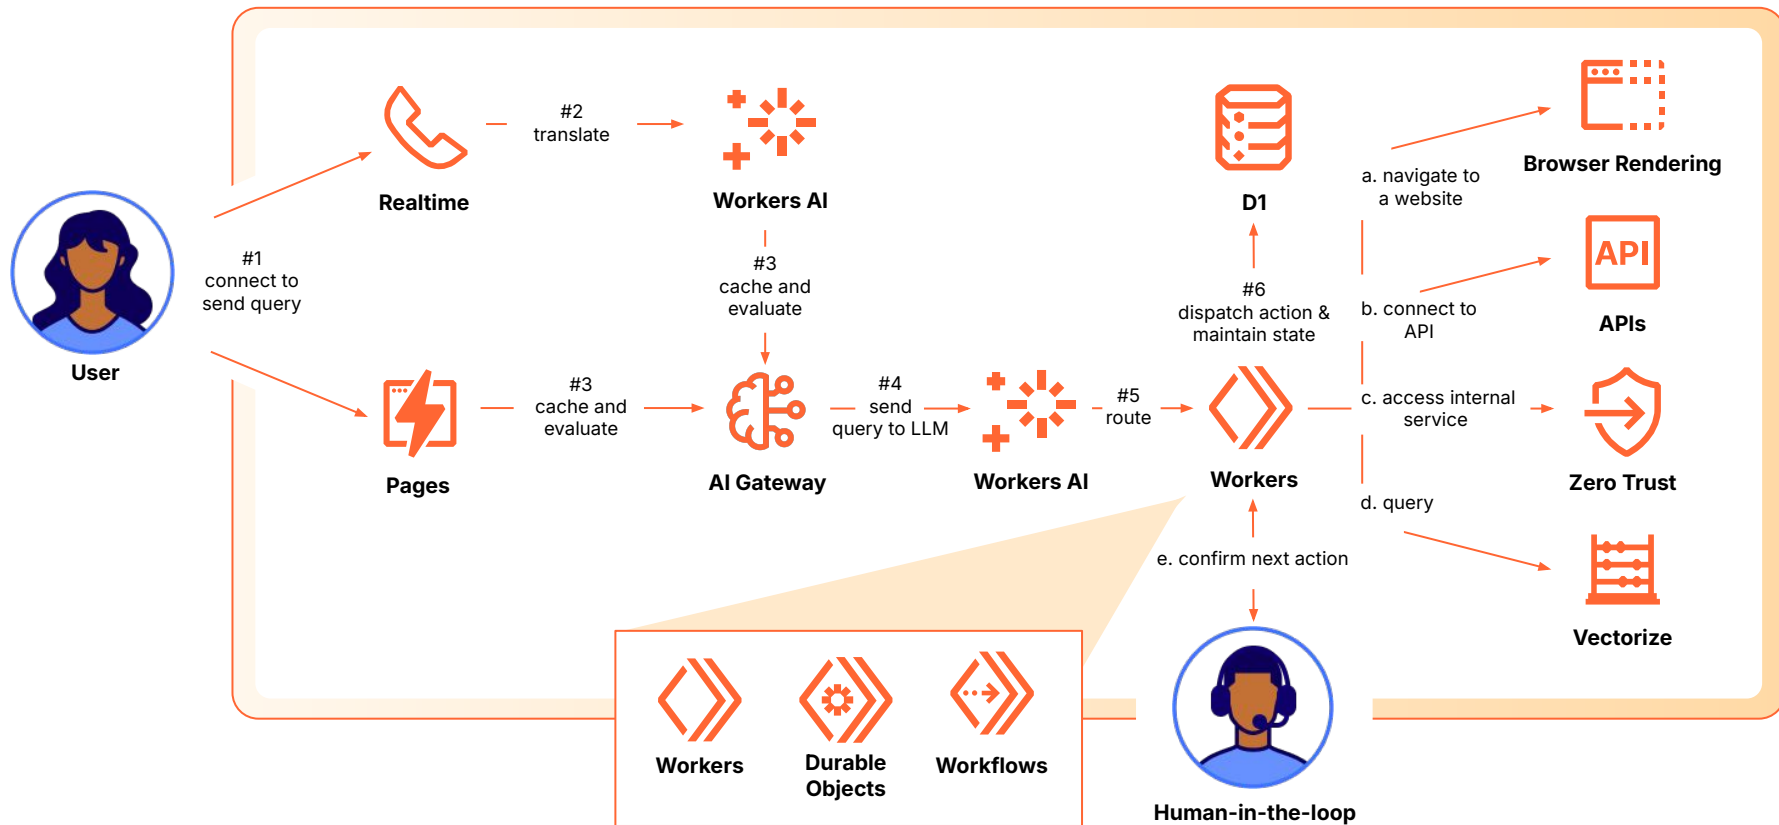 #2
translate
Realtime
Workers AI
D1
a. navigate to
a website
Browser Rendering
#1
connect to
send query
User
#3
cache and
evaluate
#6
dispatch action &
maintain state
b. connect to
API
API
APIs
#3
cache and
evaluate
Pages
AI Gateway
#4
send
query to LLM
Workers AI
#5
route
Workers
c. access internal
service
Zero Trust
d. query
Vectorize
e. confirm next action
Workers
Durable
Objects
Workflows
Human-in-the-loop